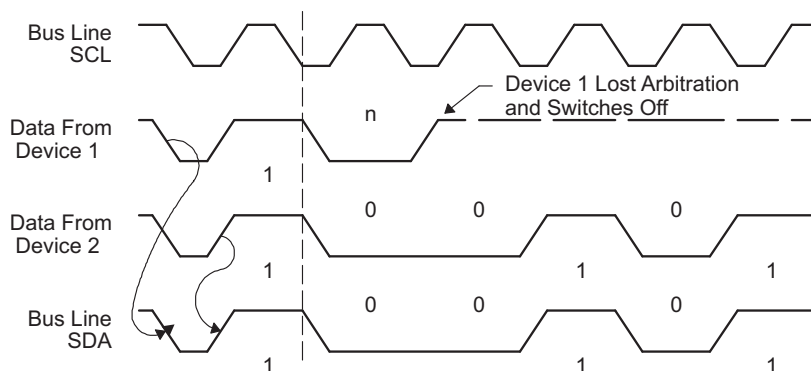 Bus Line
SCL
Device 1 Lost Arbitration
and Switches Off
n
Data From
Device 1
1
0 0 0
Data From
Device 2
1 1 1
0 0 0
Bus Line
SDA
1 1 1